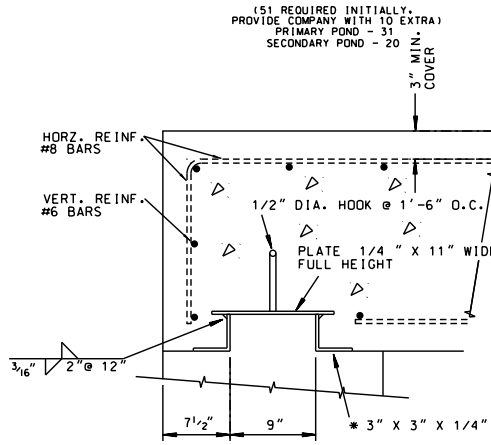 (51 REQUIRED INITIALLY.
PROVIDE COMPANY WITH 10 EXTRA)
PRIMARY POND - 31
SECONDARY POND - 20
3" MIN.
COVER
HORZ. REINF.
#8 BARS
VERT. REINF.
#6 BARS
1/2" DIA. HOOK @ 1'-6" O.C.
PLATE 1/4 " X 11" WIDE
FULL HEIGHT
3/16" 2"@ 12"
7 1/2" 9" * 3" X 3" X 1/4"